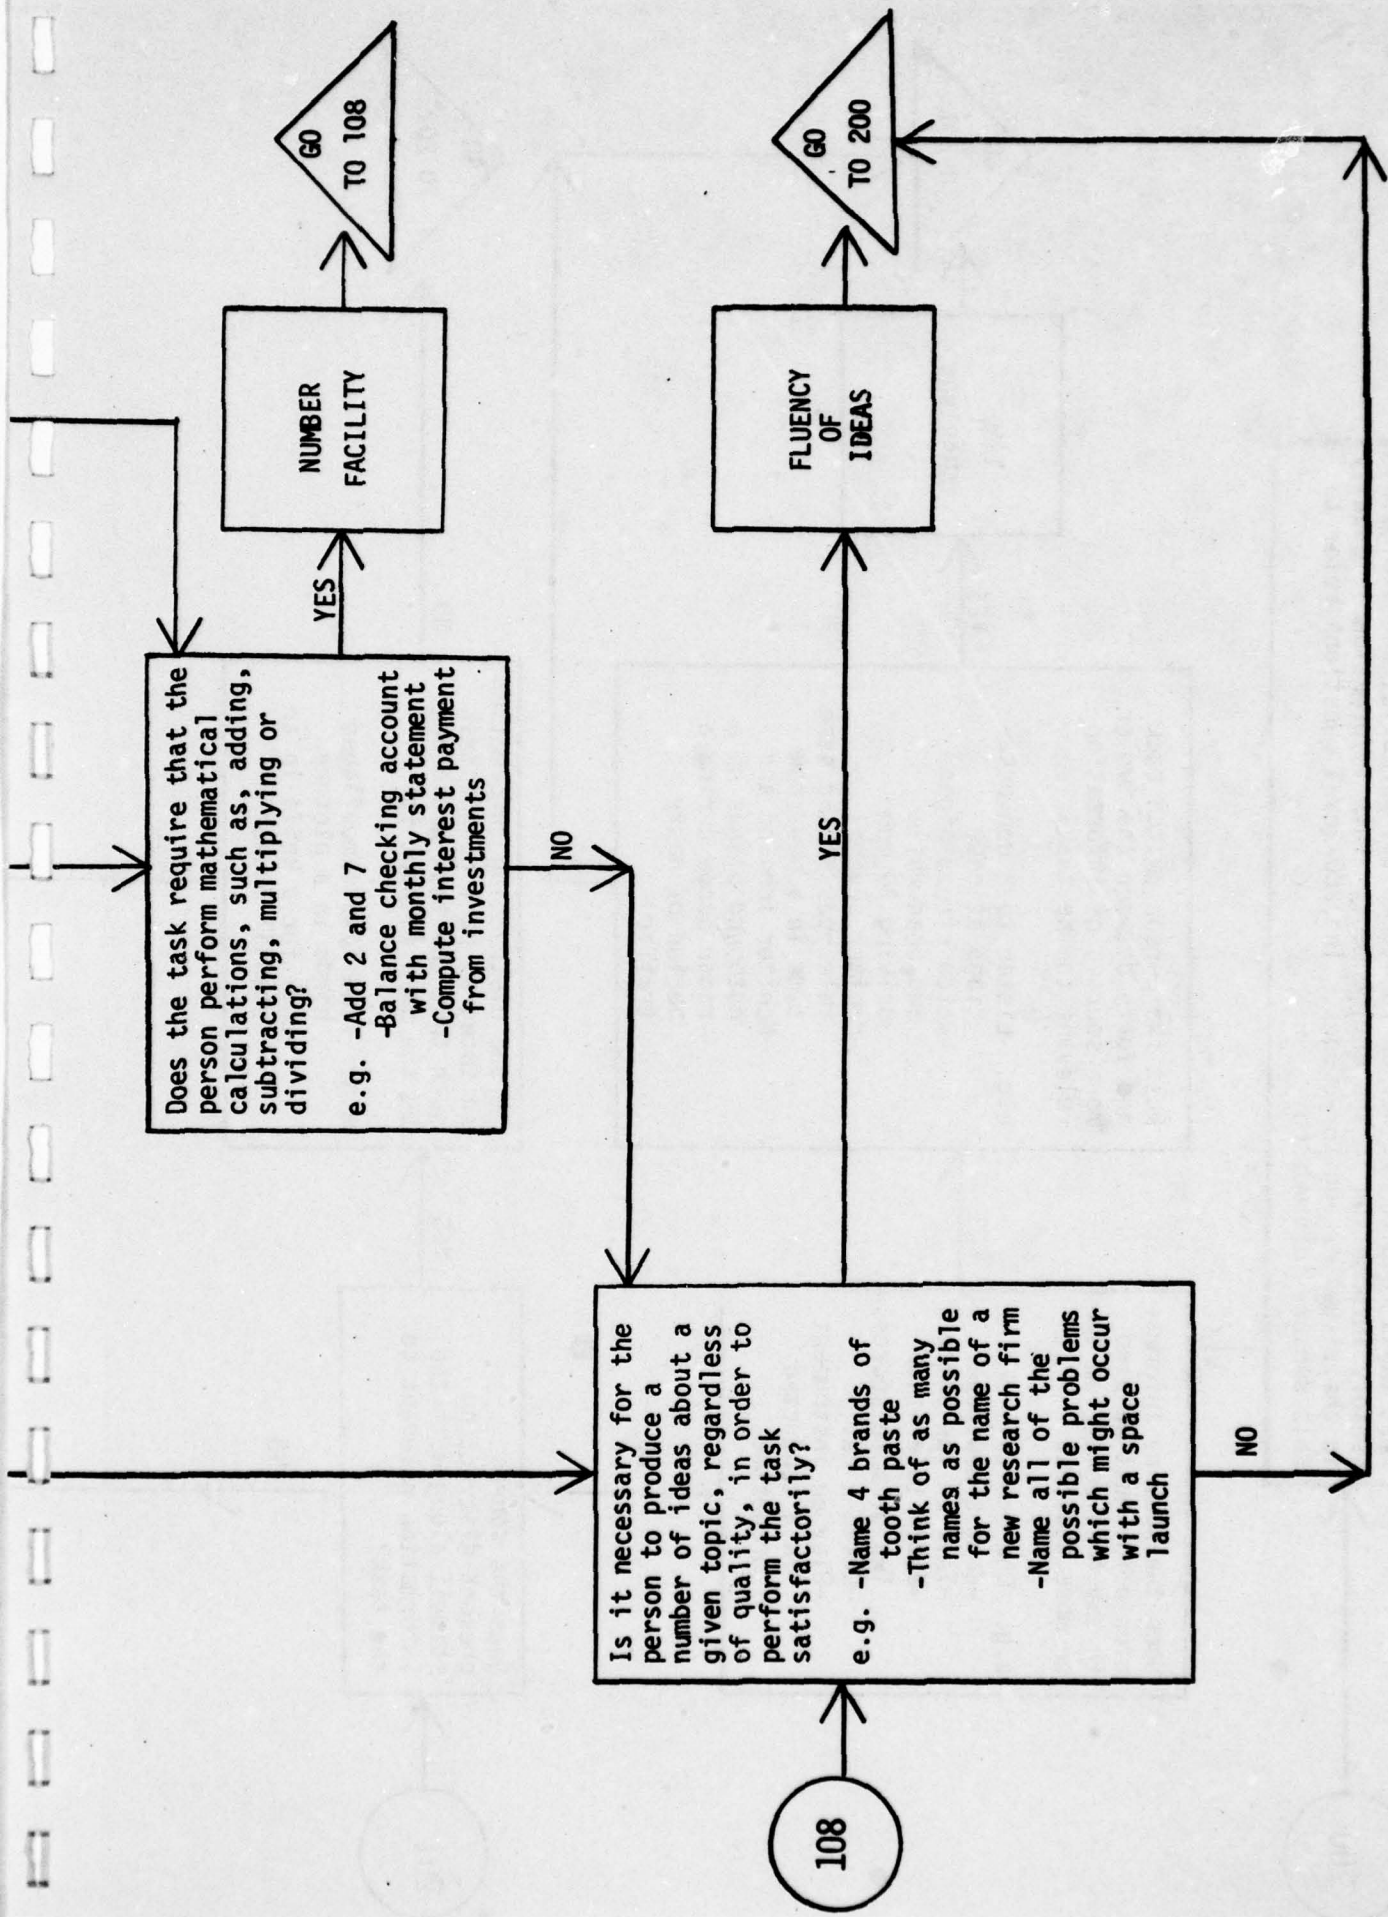 Does the task require that the
person perform mathematical
calculations, such as, adding,
subtracting, multiplying or
dividing?
e.g. -Add 2 and 7
-Balance checking account
with monthly statement
-Compute interest payment
from investments
YES
NUMBER
FACILITY
GO
TO 108
NO
108
Is it necessary for the
person to produce a
number of ideas about a
given topic, regardless
of quality, in order to
perform the task
satisfactorily?
e.g. -Name 4 brands of
tooth paste
-Think of as many
names as possible
for the name of a
new research firm
-Name all of the
possible problems
which might occur
with a space
launch
YES
FLUENCY
OF
IDEAS
GO
TO 200
NO